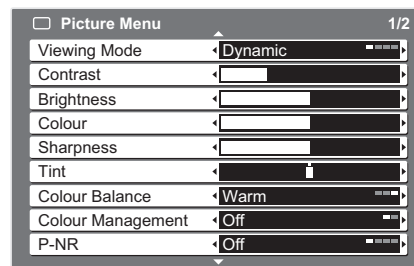 Picture Menu 1/2
Viewing Mode Dynamic
Contrast
Brightness
Colour
Sharpness
Tint
Colour Balance Warm
Colour Management Off
P-NR Off